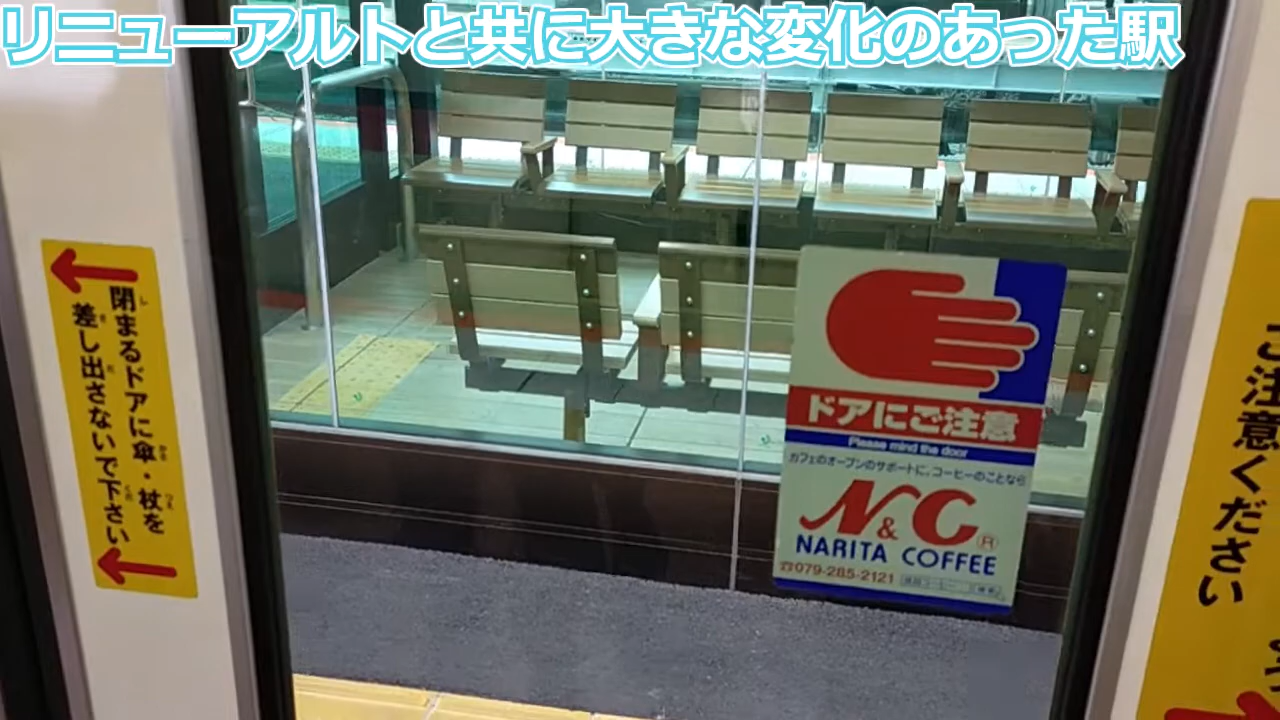 リニューアルトと共に大きな変化のあった駅
閉まるドアに傘・杖を
差し出さないで下さい
ドアにご注意
Please mind the door
カフェのオープンのサポートに、コーヒーのことなら
N&C®
NARITA COFFEE
☎079-285-2121
ご注意ください